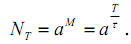 N_T = a^M = a^{T/τ}.